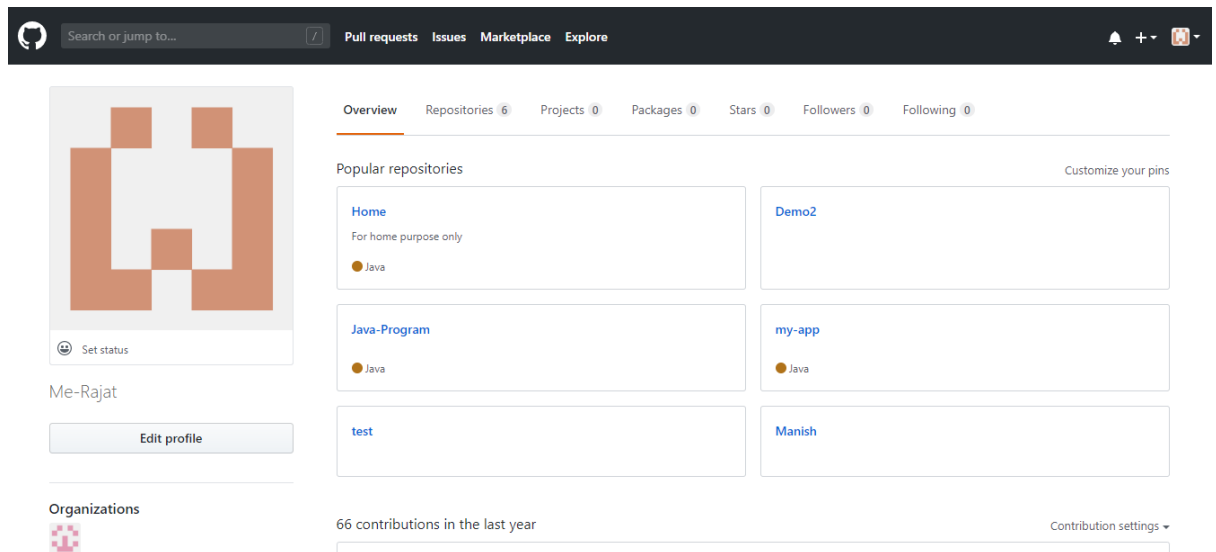 Search or jump to... /
Pull requests Issues Marketplace Explore
Overview Repositories 6 Projects 0 Packages 0 Stars 0 Followers 0 Following 0
Popular repositories Customize your pins
Home
For home purpose only
Java
Demo2
Java-Program
Java
my-app
Java
test
Manish
Set status
Me-Rajat
Edit profile
Organizations
66 contributions in the last year Contribution settings